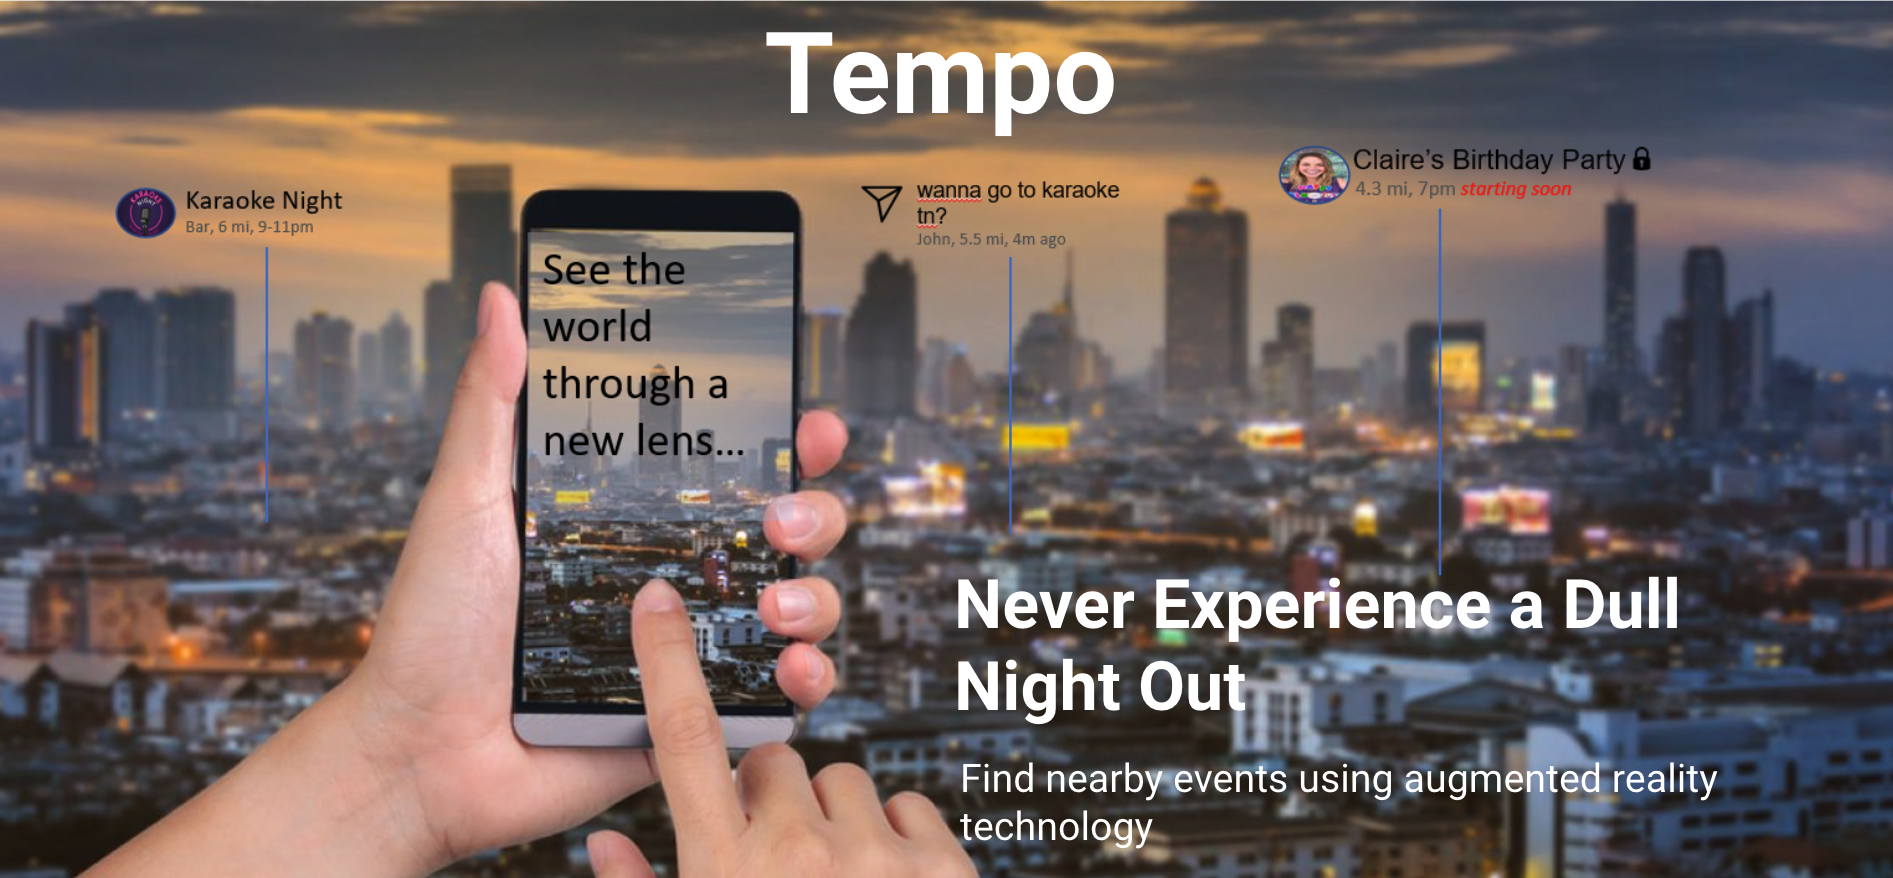 Tempo
Karaoke Night
Bar, 6 mi, 9-11pm
wanna go to karaoke
tn?
John, 5.5 mi, 4m ago
Claire's Birthday Party
4.3 mi, 7pm starting soon
See the
world
through a
new lens...
Never Experience a Dull
Night Out
Find nearby events using augmented reality
technology
KARAOKE
NIGHT